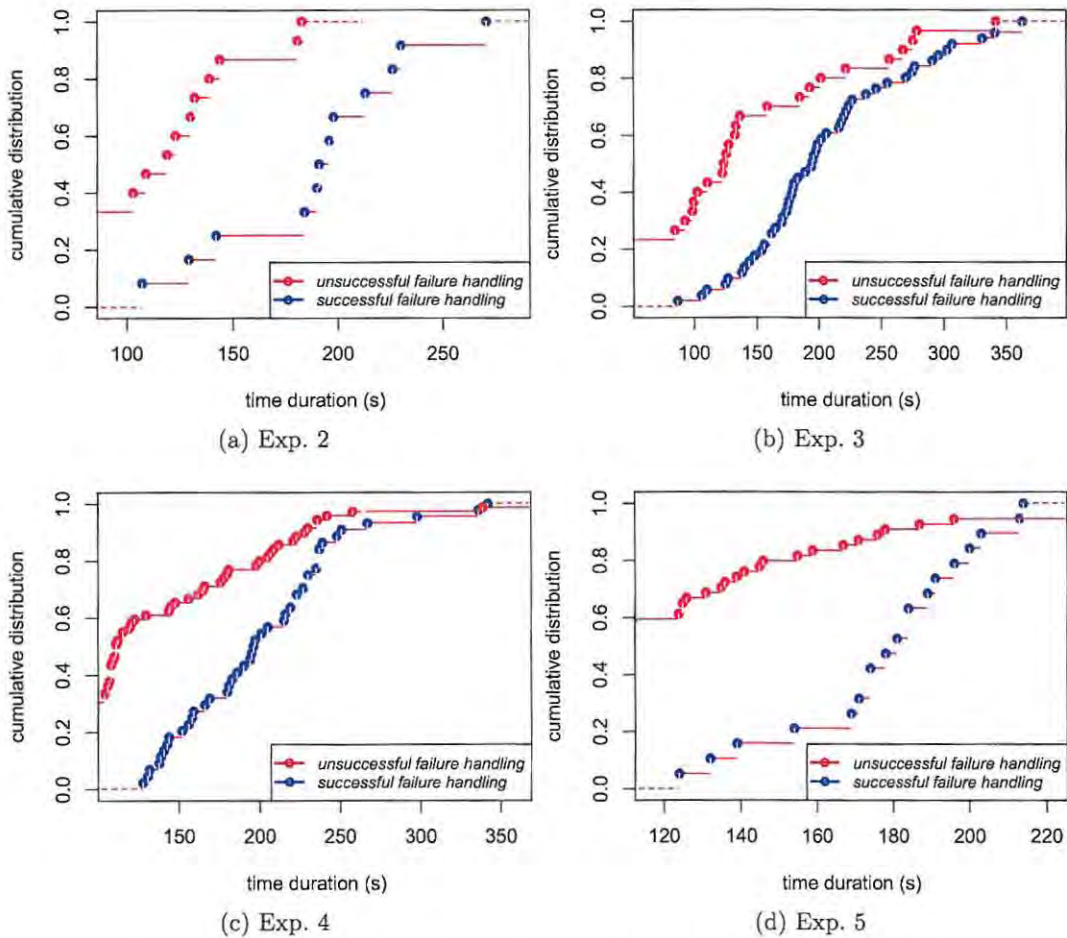 cumulative distribution
0.0 0.2 0.4 0.6 0.8 1.0
unsuccessful failure handling
successful failure handling
100 150 200 250
time duration (s)
(a) Exp. 2
cumulative distribution
0.0 0.2 0.4 0.6 0.8 1.0
unsuccessful failure handling
successful failure handling
100 150 200 250 300 350
time duration (s)
(b) Exp. 3
cumulative distribution
0.0 0.2 0.4 0.6 0.8 1.0
unsuccessful failure handling
successful failure handling
150 200 250 300 350
time duration (s)
(c) Exp. 4
cumulative distribution
0.0 0.2 0.4 0.6 0.8 1.0
unsuccessful failure handling
successful failure handling
120 140 160 180 200 220
time duration (s)
(d) Exp. 5